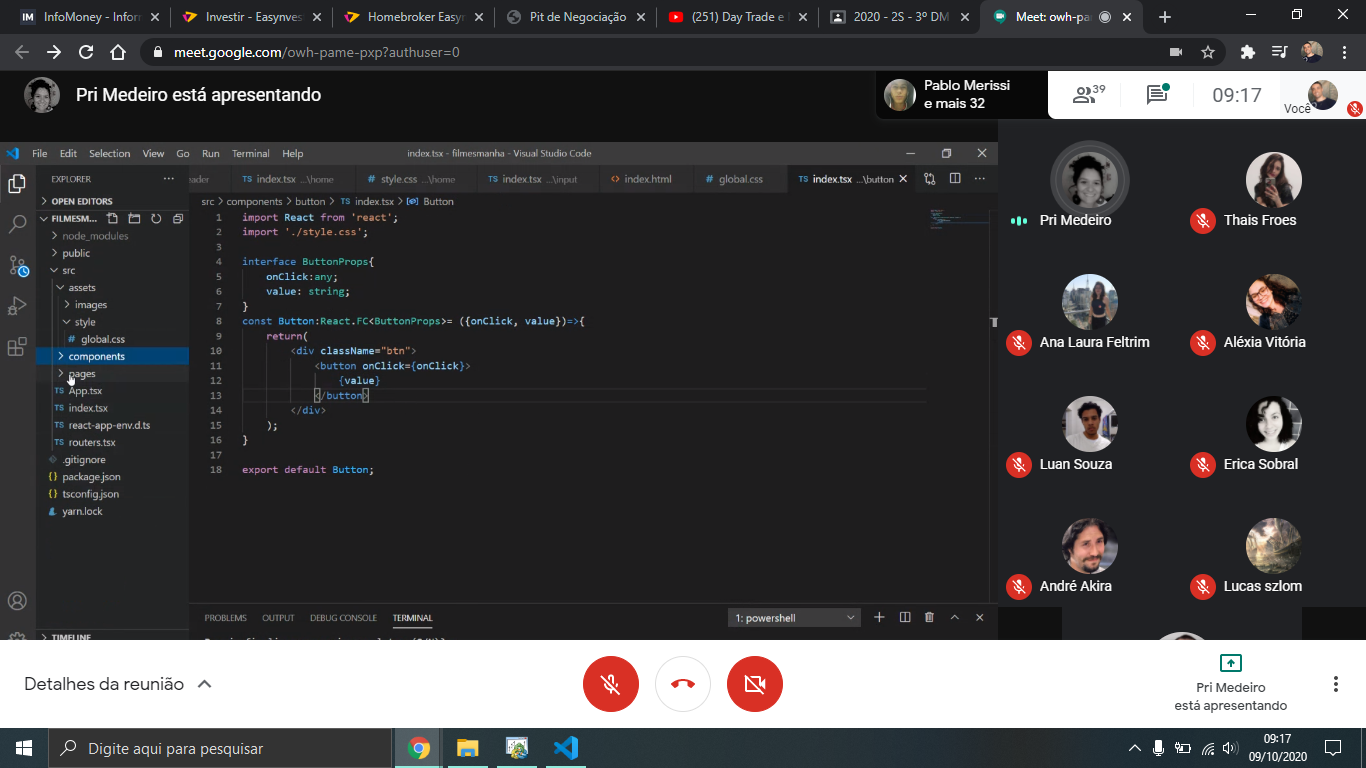 InfoMoney - Inform
Investir - Easynves
Homebroker Easyn
Pit de Negociação
(251) Day Trade e
2020 - 2S - 3º DM
Meet: owh-pa
meet.google.com/owh-pame-pxp?authuser=0
Pri Medeiro está apresentando
Pablo Merissi
e mais 32
39
09:17
Você
File Edit Selection View Go Run Terminal Help
index.tsx - filmesmanha - Visual Studio Code
EXPLORER
OPEN EDITORS
FILMESM...
node_modules
public
src
assets
images
style
# global.css
components
pages
TS App.tsx
TS index.tsx
TS react-app-env.d.ts
TS routers.tsx
.gitignore
{} package.json
{} tsconfig.json
yarn.lock
TIMELINE
TS index.tsx ...\home
# style.css ...\home
TS index.tsx ...\input
<> index.html
# global.css
TS index.tsx ...\button
src > components > button > TS index.tsx > Button
1 import React from 'react';
2 import './style.css';
3
4 interface ButtonProps{
5 onClick:any;
6 value: string;
7 }
8 const Button:React.FC<ButtonProps>= ({onClick, value})=>{
9 return(
10 <div className="btn">
11 <button onClick={onClick}>
12 {value}
13 </button>
14 </div>
15 );
16 }
17
18 export default Button;
PROBLEMS OUTPUT DEBUG CONSOLE TERMINAL
1: powershell
Pri Medeiro
Thais Froes
Ana Laura Feltrim
Aléxia Vitória
Luan Souza
Erica Sobral
André Akira
Lucas szlom
Detalhes da reunião
Pri Medeiro
está apresentando
Digite aqui para pesquisar
09:17
09/10/2020